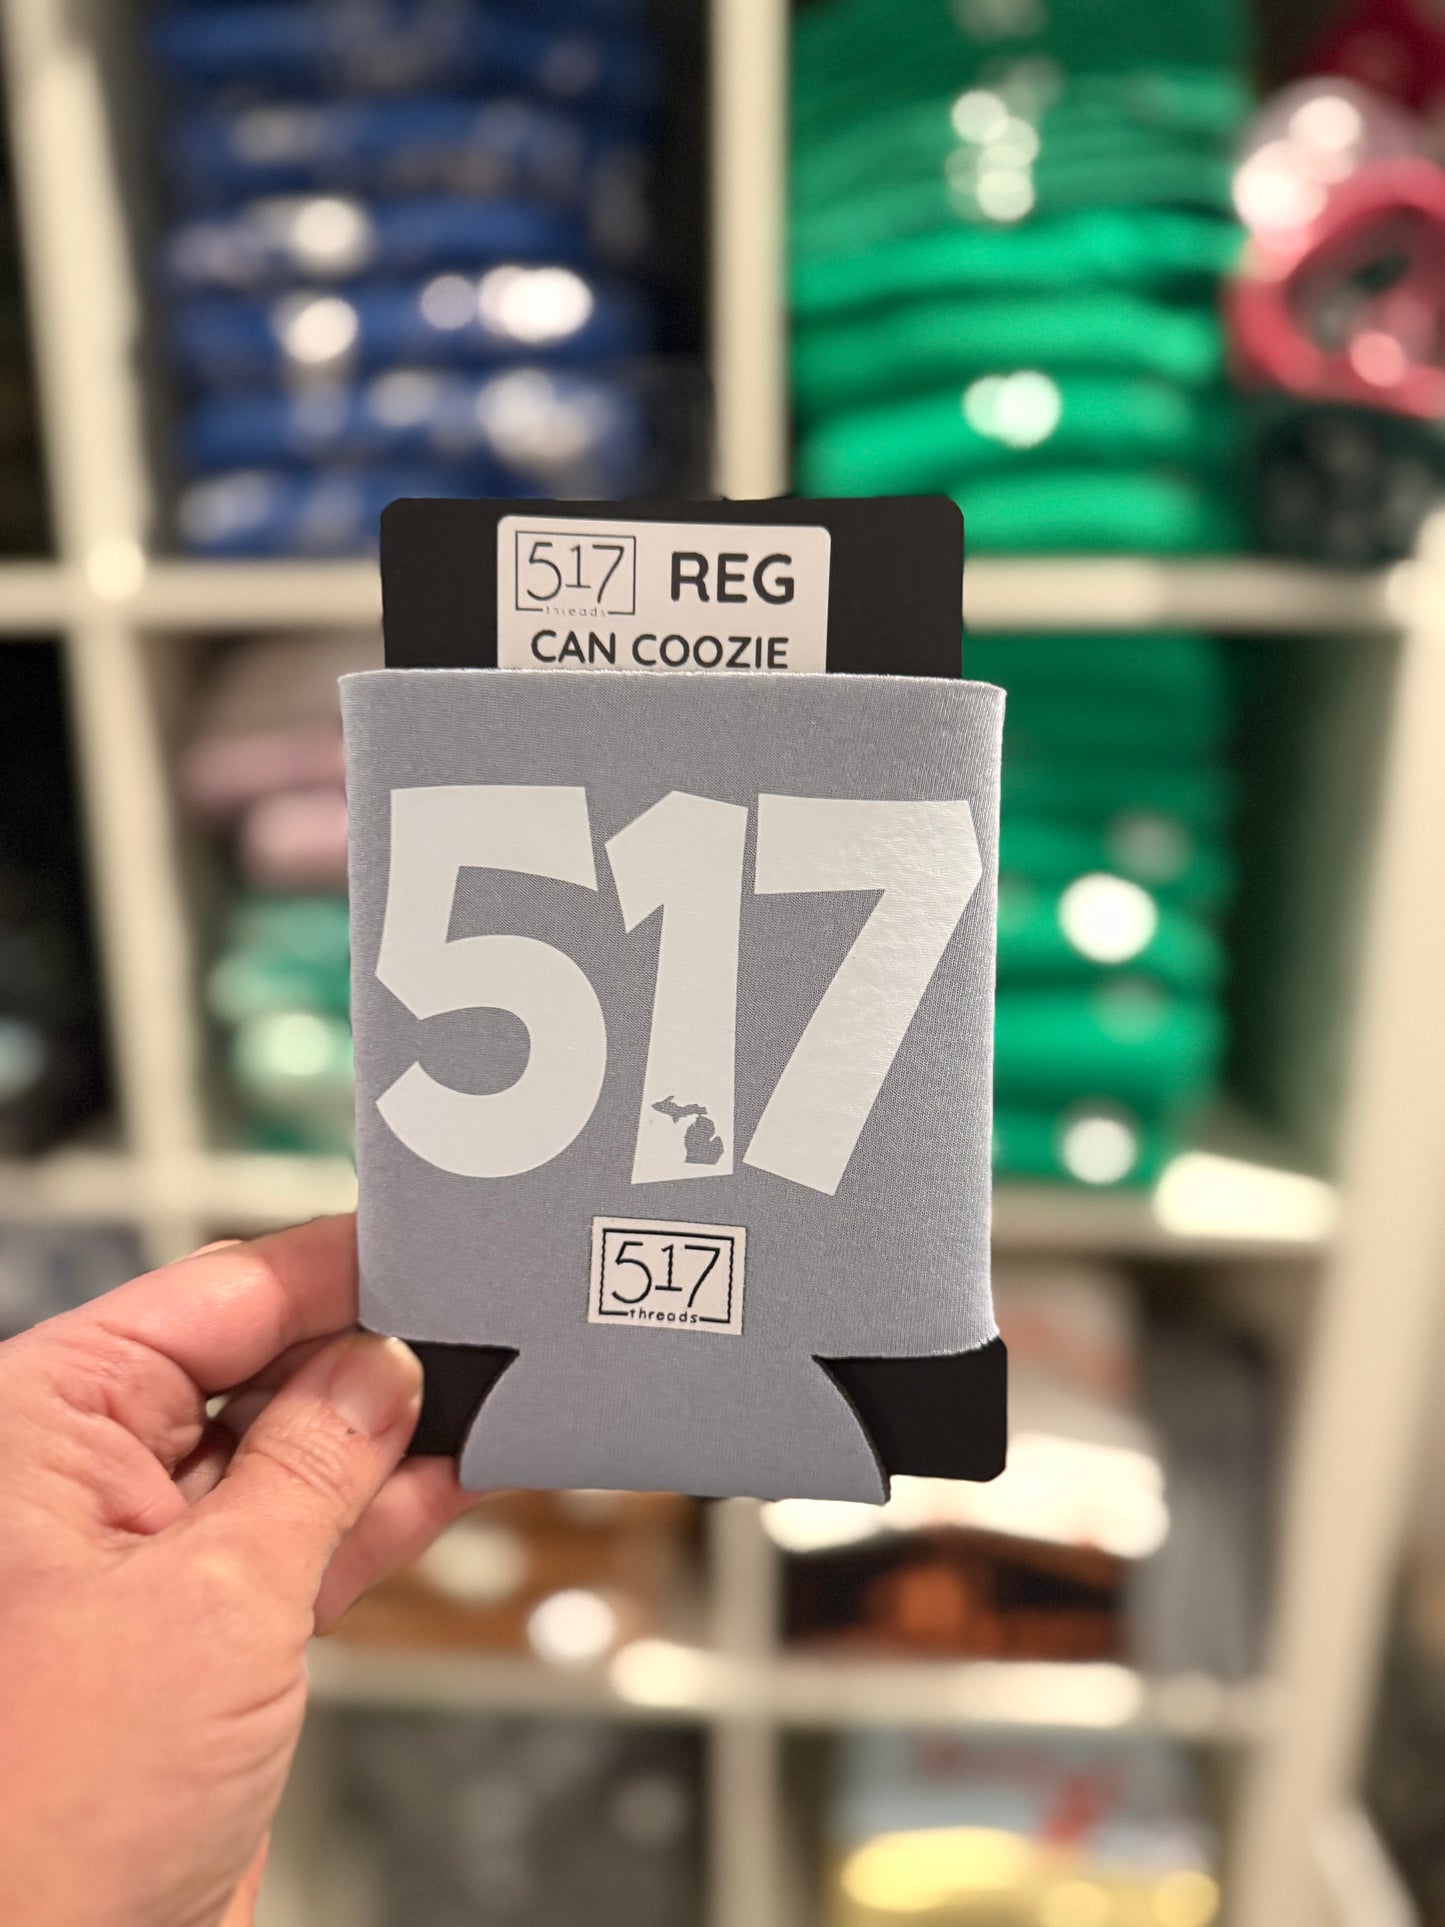 517 REG
threads
CAN COOZIE
517
517
threads